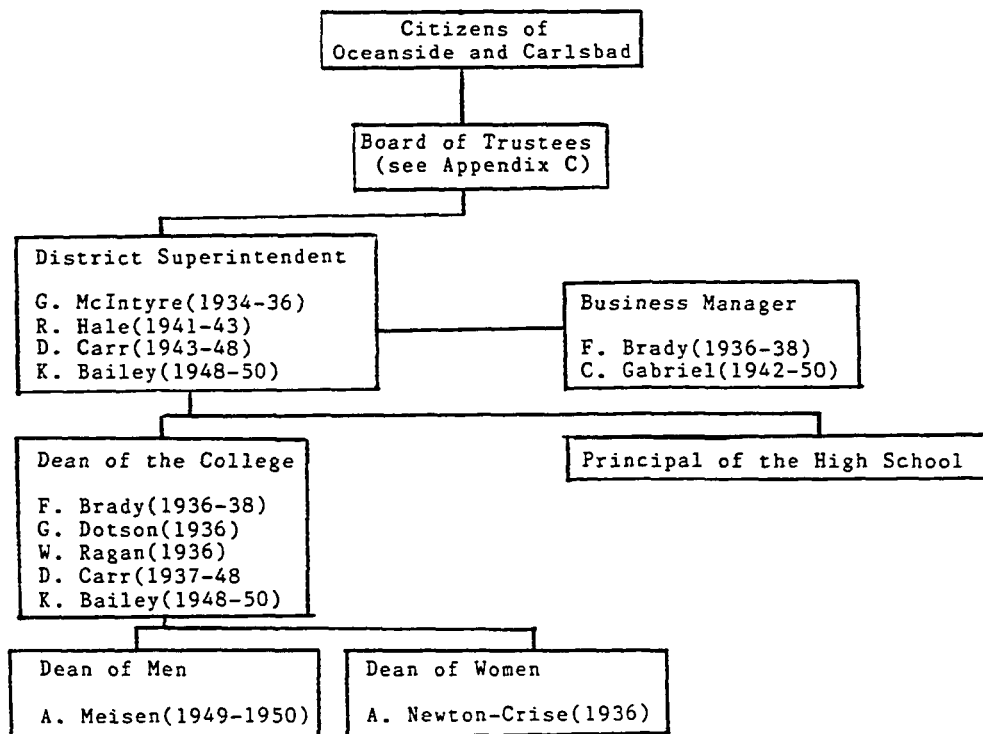 Citizens of
Oceanside and Carlsbad
Board of Trustees
(see Appendix C)
District Superintendent
G. McIntyre(1934-36)
R. Hale(1941-43)
D. Carr(1943-48)
K. Bailey(1948-50)
Business Manager
F. Brady(1936-38)
C. Gabriel(1942-50)
Dean of the College
F. Brady(1936-38)
G. Dotson(1936)
W. Ragan(1936)
D. Carr(1937-48
K. Bailey(1948-50)
Principal of the High School
Dean of Men
A. Meisen(1949-1950)
Dean of Women
A. Newton-Crise(1936)